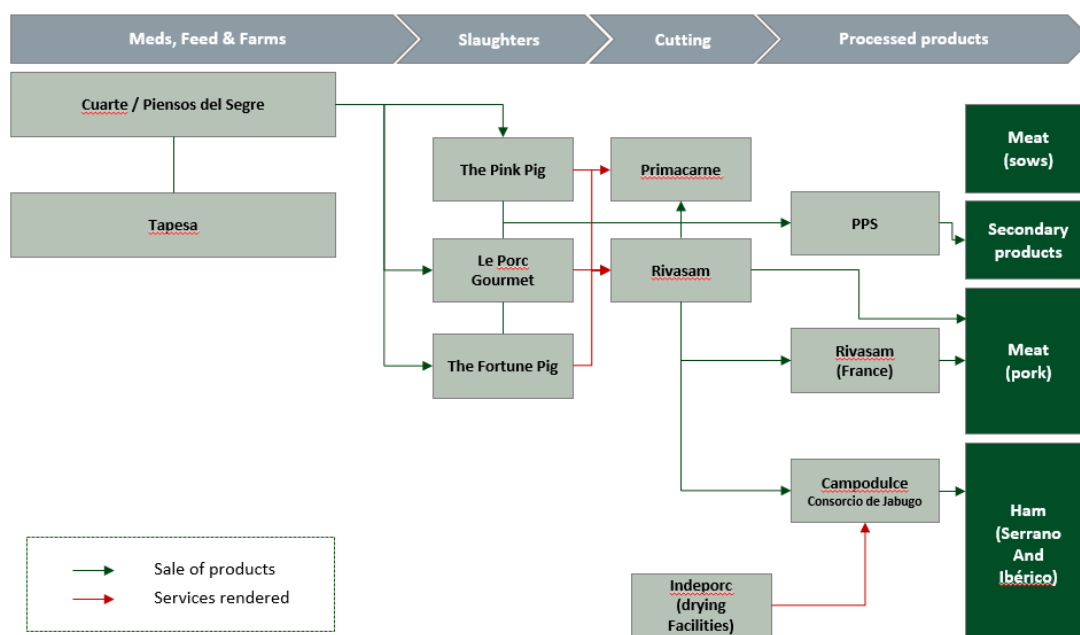 Meds, Feed & Farms
Slaughters
Cutting
Processed products
Cuarte / Piensos del Segre
Tapesa
The Pink Pig
Le Porc
Gourmet
The Fortune Pig
Primacarne
Rivasam
PPS
Rivasam
(France)
Campodulce
Consorcio de Jabugo
Indeporc
(drying
Facilities)
Meat
(sows)
Secondary
products
Meat
(pork)
Ham
(Serrano
And
Ibérico)
Sale of products
Services rendered